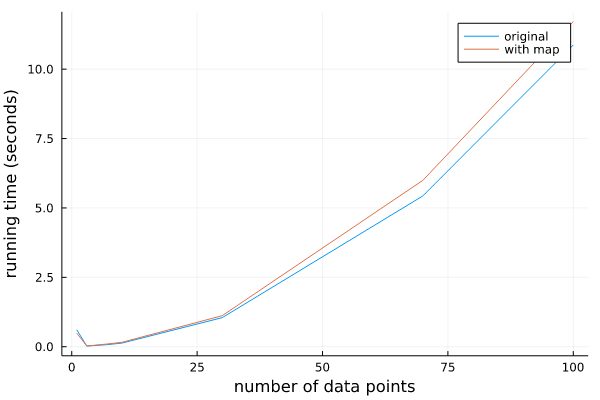 original
with map
10.0
7.5
5.0
2.5
0.0
0
25
50
75
100
running time (seconds)
number of data points